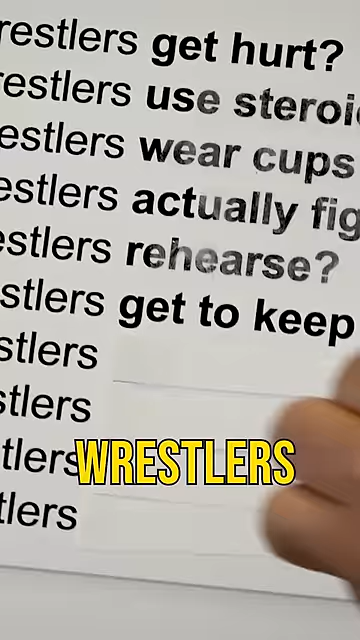 restlers get hurt?
restlers use steroi
estlers wear cups
estlers actually fig
estlers rehearse?
stlers get to keep
stlers
stlers
tlers
tlers
WRESTLERS